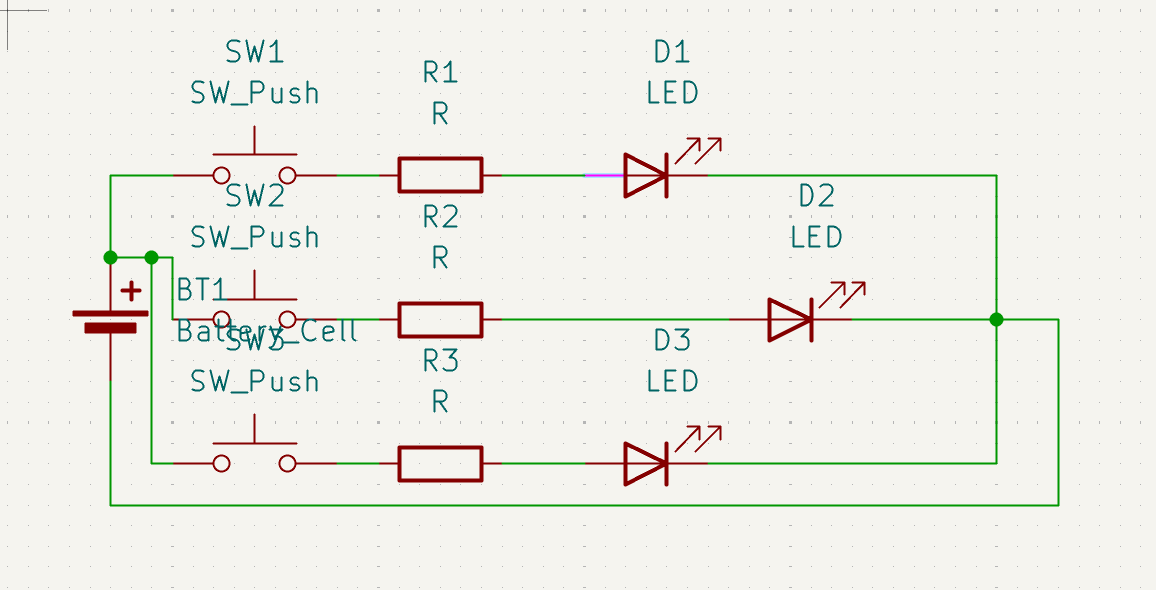 SW1
SW_Push
R1
R
D1
LED
SW2
SW_Push
R2
R
D2
LED
BT1
Battery_Cell
SW3
SW_Push
R3
R
D3
LED